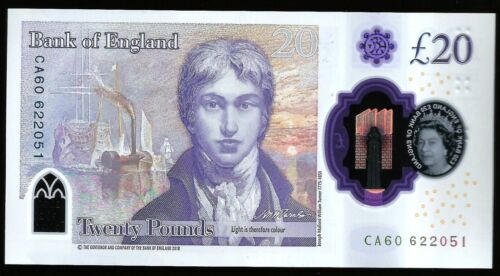 Bank of England
20
£20
CA60 622051
Joseph Mallord William Turner 1775-1851
Twenty Pounds
Light is therefore colour
© THE GOVERNOR AND COMPANY OF THE BANK OF ENGLAND 2018
CA60 622051